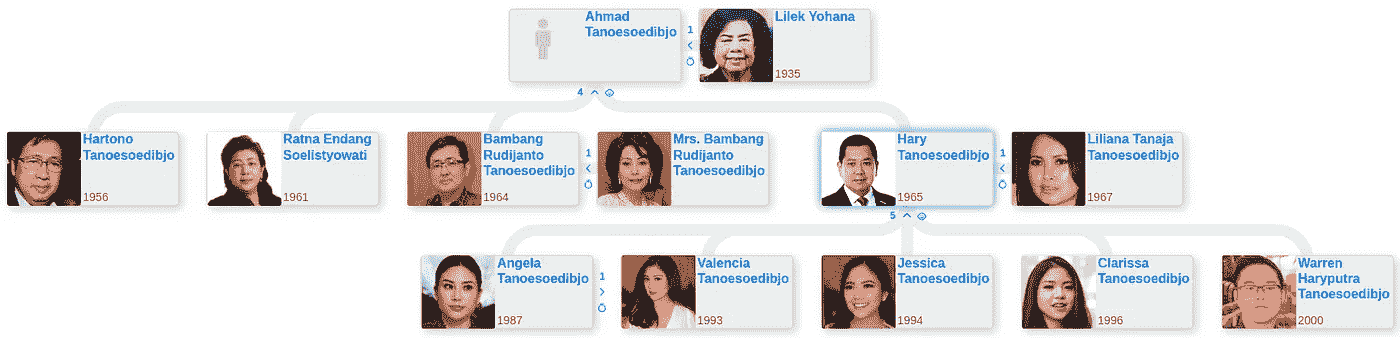 Ahmad
Tanoesoedibjo
1
Lilek Yohana
1935
4
Hartono
Tanoesoedibjo
1956
Ratna Endang
Soelistyowati
1961
Bambang
Rudijanto
Tanoesoedibjo
1964
1
Mrs. Bambang
Rudijanto
Tanoesoedibjo
Hary
Tanoesoedibjo
1965
1
Liliana Tanaja
Tanoesoedibjo
1967
5
Angela
Tanoesoedibjo
1987
1
Valencia
Tanoesoedibjo
1993
Jessica
Tanoesoedibjo
1994
Clarissa
Tanoesoedibjo
1996
Warren
Haryputra
Tanoesoedibjo
2000